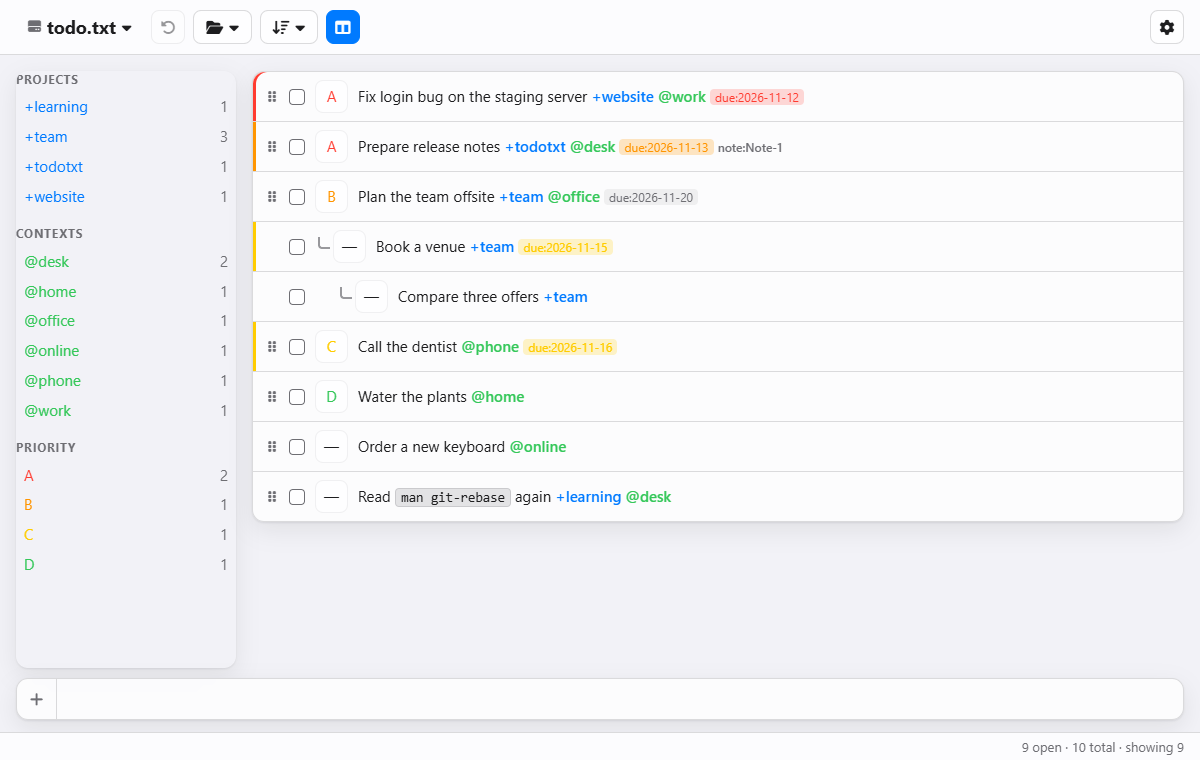 todo.txt
PROJECTS
+learning 1
+team 3
+todotxt 1
+website 1
CONTEXTS
@desk 2
@home 1
@office 1
@online 1
@phone 1
@work 1
PRIORITY
A 2
B 1
C 1
D 1
A Fix login bug on the staging server +website @work due:2026-11-12
A Prepare release notes +todotxt @desk due:2026-11-13 note:Note-1
B Plan the team offsite +team @office due:2026-11-20
— Book a venue +team due:2026-11-15
— Compare three offers +team
C Call the dentist @phone due:2026-11-16
D Water the plants @home
— Order a new keyboard @online
— Read man git-rebase again +learning @desk
+
9 open · 10 total · showing 9